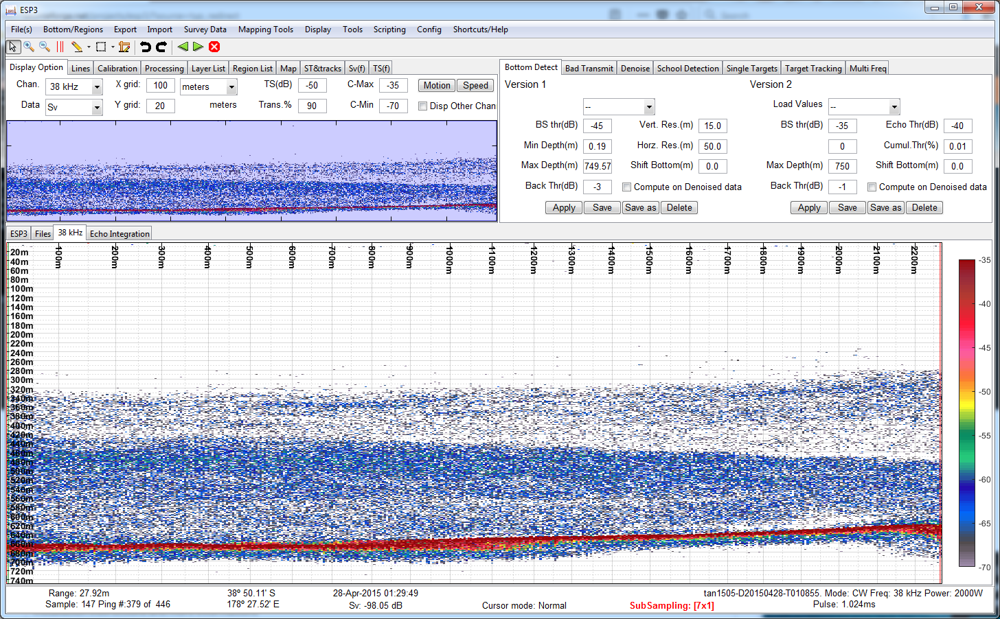 ESP3
File(s) Bottom/Regions Export Import Survey Data Mapping Tools Display Tools Scripting Config Shortcuts/Help
Display Option Lines Calibration Processing Layer List Region List Map ST&tracks Sv(f) TS(f)
Chan. 38 kHz X grid: 100 meters TS(dB) -50 C-Max -35 Motion Speed
Data Sv Y grid: 20 meters Trans.% 90 C-Min -70 Disp Other Chan
Bottom Detect Bad Transmit Denoise School Detection Single Targets Target Tracking Multi Freq
Version 1 Version 2
-- Load Values --
BS thr(dB) -45 Vert. Res.(m) 15.0 BS thr(dB) -35 Echo Thr(dB) -40
Min Depth(m) 0.19 Horz. Res.(m) 50.0 0 Cumul.Thr(%) 0.01
Max Depth(m) 749.57 Shift Bottom(m) 0.0 Max Depth(m) 750 Shift Bottom(m) 0.0
Back Thr(dB) -3 Compute on Denoised data Back Thr(dB) -1 Compute on Denoised data
Apply Save Save as Delete Apply Save Save as Delete
ESP3 Files 38 kHz Echo Integration
100m 200m 300m 400m 500m 600m 700m 800m 900m 1000m 1100m 1200m 1300m 1400m 1500m 1600m 1700m 1800m 1900m 2000m 2100m 2200m
20m
40m
60m
80m
100m
120m
140m
160m
180m
200m
220m
240m
260m
280m
300m
320m
340m
360m
380m
400m
420m
440m
460m
480m
500m
520m
540m
560m
580m
600m
620m
640m
660m
680m
700m
720m
740m
-35
-40
-45
-50
-55
-60
-65
-70
Range: 27.92m 38º 50.11' S 28-Apr-2015 01:29:49 tan1505-D20150428-T010855. Mode: CW Freq: 38 kHz Power: 2000W
Sample: 147 Ping #:379 of 446 178º 27.52' E Sv: -98.05 dB Cursor mode: Normal SubSampling: [7x1] Pulse: 1.024ms